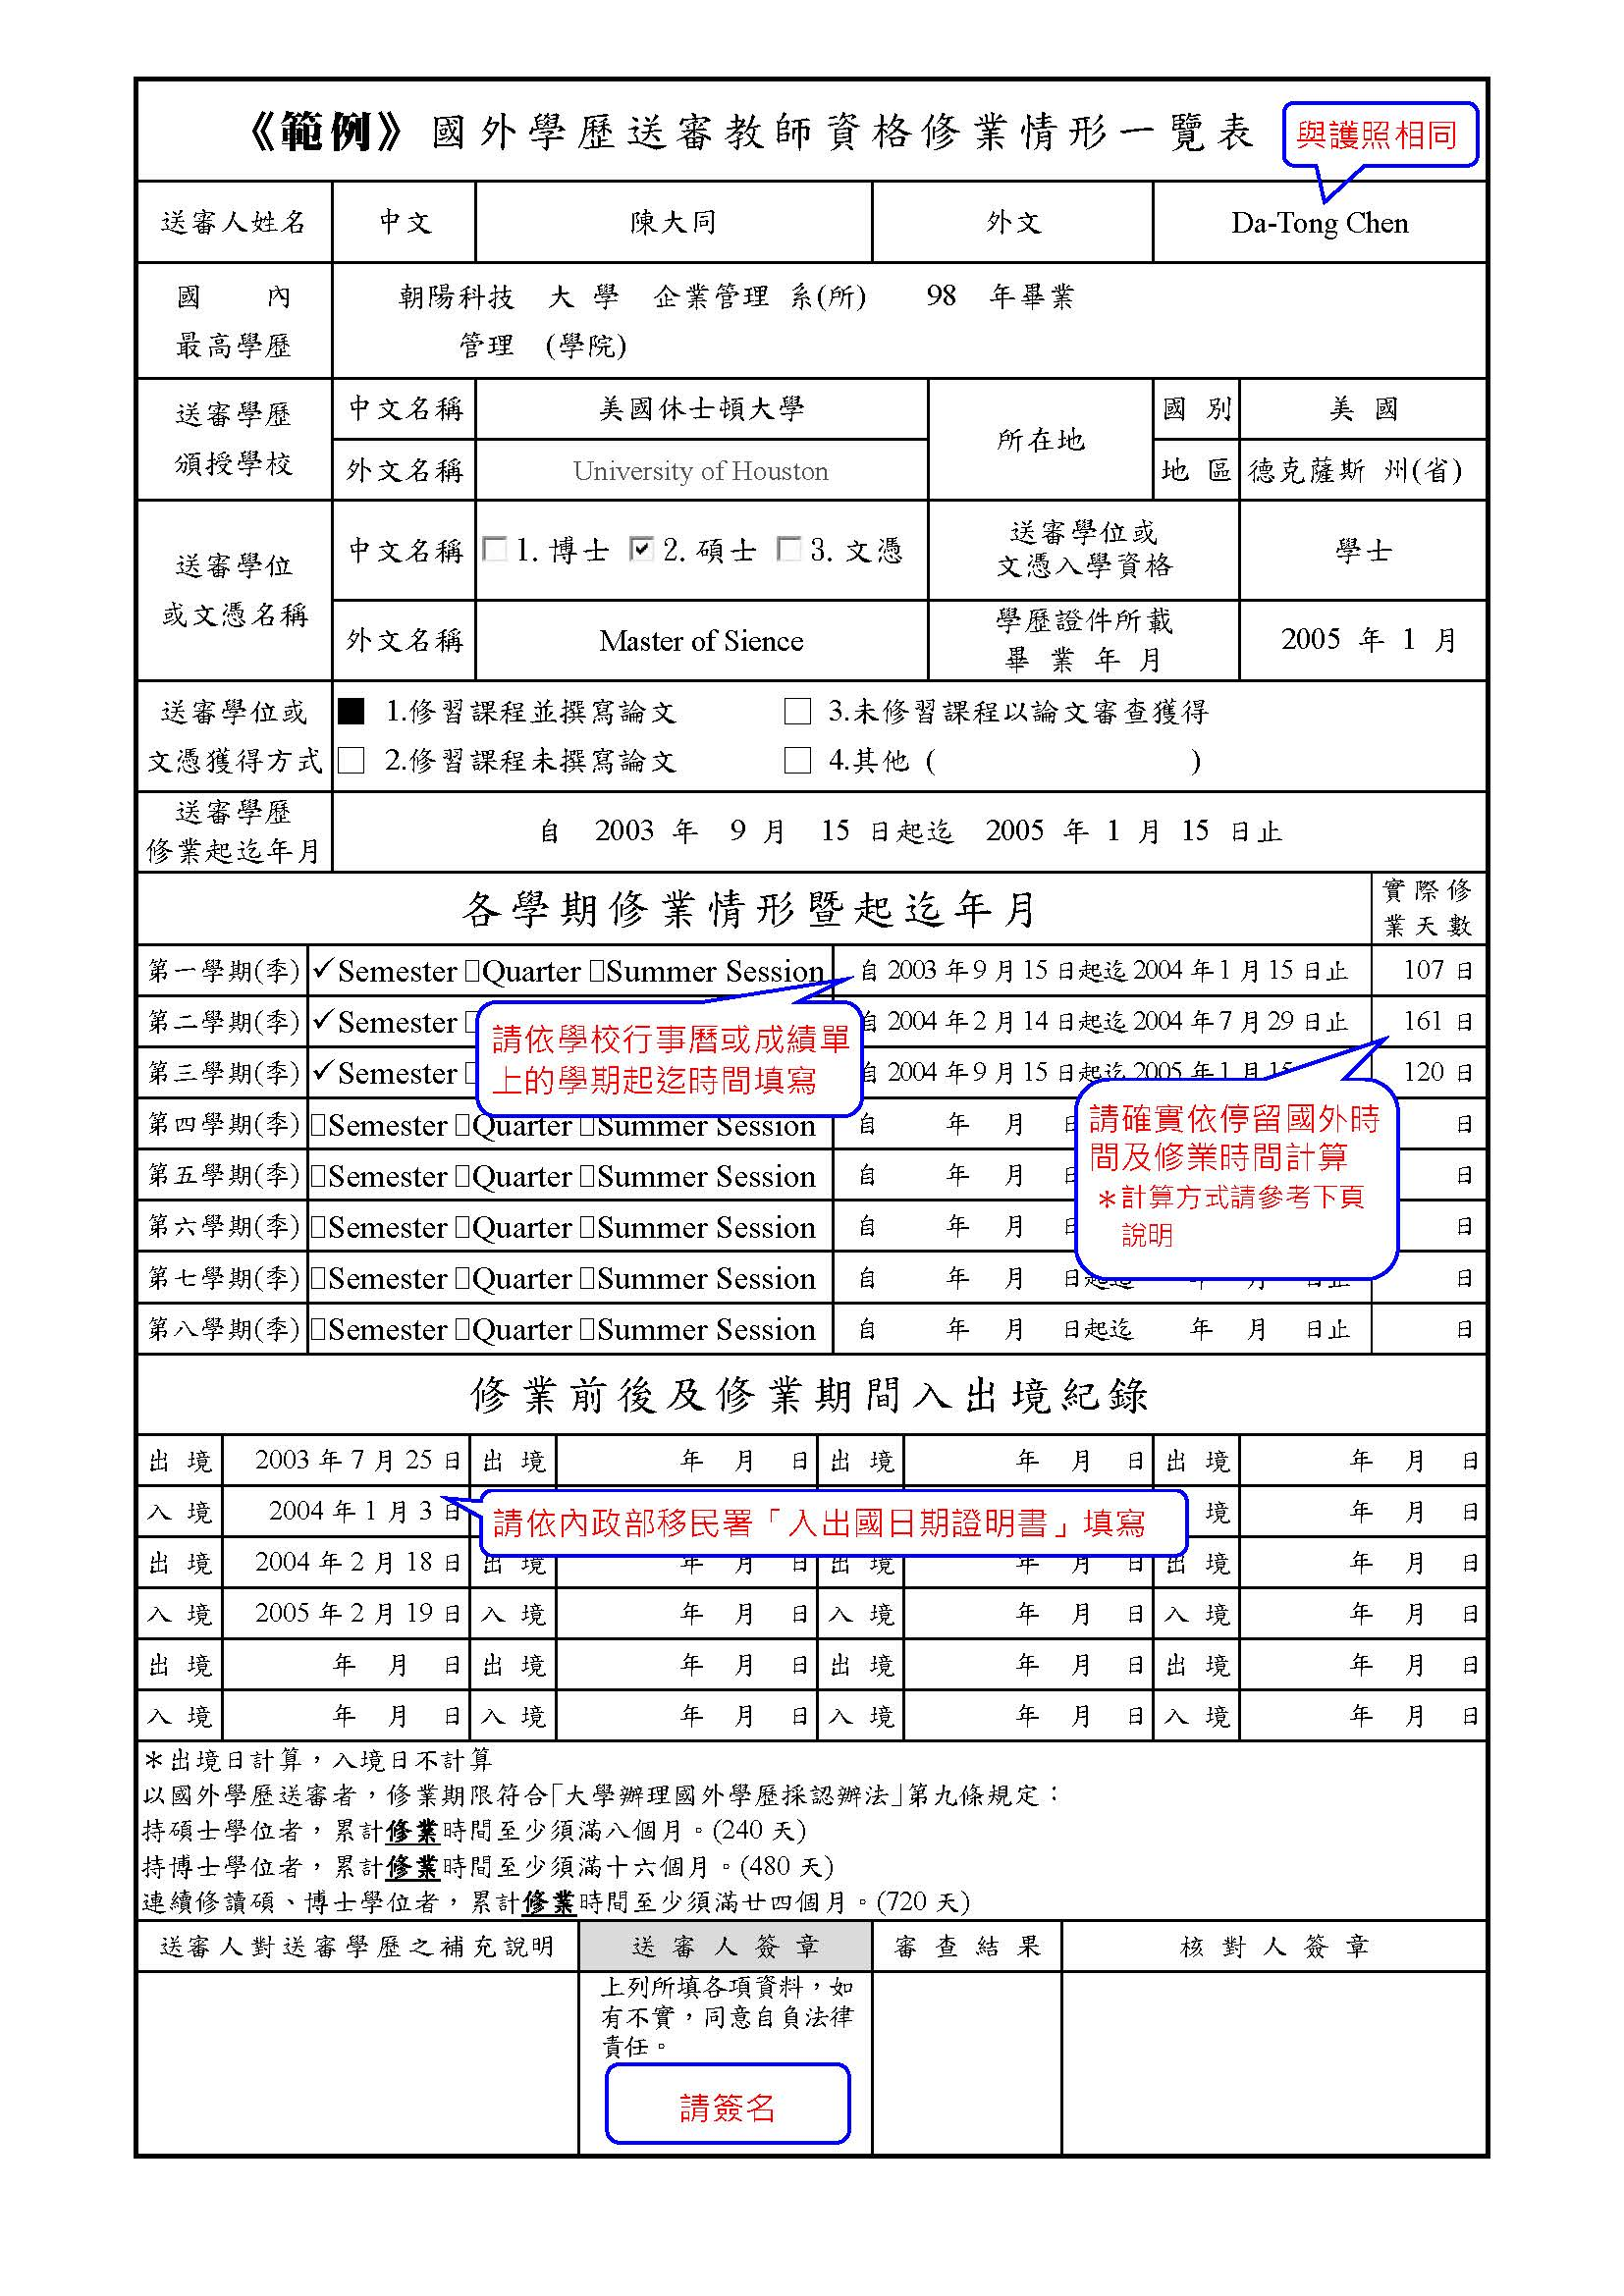 《範例》國外學歷送審教師資格修業情形一覽表
與護照相同
送審人姓名 中文 陳大同 外文 Da-Tong Chen
國 內
最高學歷
朝陽科技 大 學 企業管理 系(所) 98 年畢業
管理 (學院)
送審學歷
頒授學校
中文名稱 美國休士頓大學
外文名稱 University of Houston
所在地
國 別 美 國
地 區 德克薩斯 州(省)
送審學位
或文憑名稱
中文名稱 □1. 博士 ☑2. 碩士 □3. 文憑
送審學位或
文憑入學資格
學士
外文名稱 Master of Sience
學歷證件所載
畢 業 年 月
2005 年 1 月
送審學位或
文憑獲得方式
■ 1.修習課程並撰寫論文 □ 3.未修習課程以論文審查獲得
□ 2.修習課程未撰寫論文 □ 4.其他 ( )
送審學歷
修業起迄年月
自 2003 年 9 月 15 日起迄 2005 年 1 月 15 日止
各學期修業情形暨起迄年月
實際修
業天數
第一學期(季) ✓Semester □Quarter □Summer Session 自 2003 年 9 月 15 日起迄 2004 年 1 月 15 日止 107 日
第二學期(季) ✓Semester 自 2004 年 2 月 14 日起迄 2004 年 7 月 29 日止 161 日
第三學期(季) ✓Semester 自 2004 年 9 月 15 日起迄 2005 年 1 月 15 120 日
請依學校行事曆或成績單
上的學期起迄時間填寫
第四學期(季) □Semester □Quarter □Summer Session 自 年 月 日
請確實依停留國外時
間及修業時間計算
＊計算方式請參考下頁
說明
第五學期(季) □Semester □Quarter □Summer Session 自 年 月 日
第六學期(季) □Semester □Quarter □Summer Session 自 年 月 日
第七學期(季) □Semester □Quarter □Summer Session 自 年 月 日起迄 年 月 日止 日
第八學期(季) □Semester □Quarter □Summer Session 自 年 月 日起迄 年 月 日止 日
修業前後及修業期間入出境紀錄
出 境 2003 年 7 月 25 日 出 境 年 月 日 出 境 年 月 日 出 境 年 月 日
入 境 2004 年 1 月 3 日 境 年 月 日
請依內政部移民署「入出國日期證明書」填寫
出 境 2004 年 2 月 18 日 出 境 年 月 日 出 境 年 月 日 出 境 年 月 日
入 境 2005 年 2 月 19 日 入 境 年 月 日 入 境 年 月 日 入 境 年 月 日
出 境 年 月 日 出 境 年 月 日 出 境 年 月 日 出 境 年 月 日
入 境 年 月 日 入 境 年 月 日 入 境 年 月 日 入 境 年 月 日
＊出境日計算，入境日不計算
以國外學歷送審者，修業期限符合「大學辦理國外學歷採認辦法」第九條規定：
持碩士學位者，累計修業時間至少須滿八個月。(240 天)
持博士學位者，累計修業時間至少須滿十六個月。(480 天)
連續修讀碩、博士學位者，累計修業時間至少須滿廿四個月。(720 天)
送審人對送審學歷之補充說明 送 審 人 簽 章 審 查 結 果 核 對 人 簽 章
上列所填各項資料，如
有不實，同意自負法律
責任。
請簽名